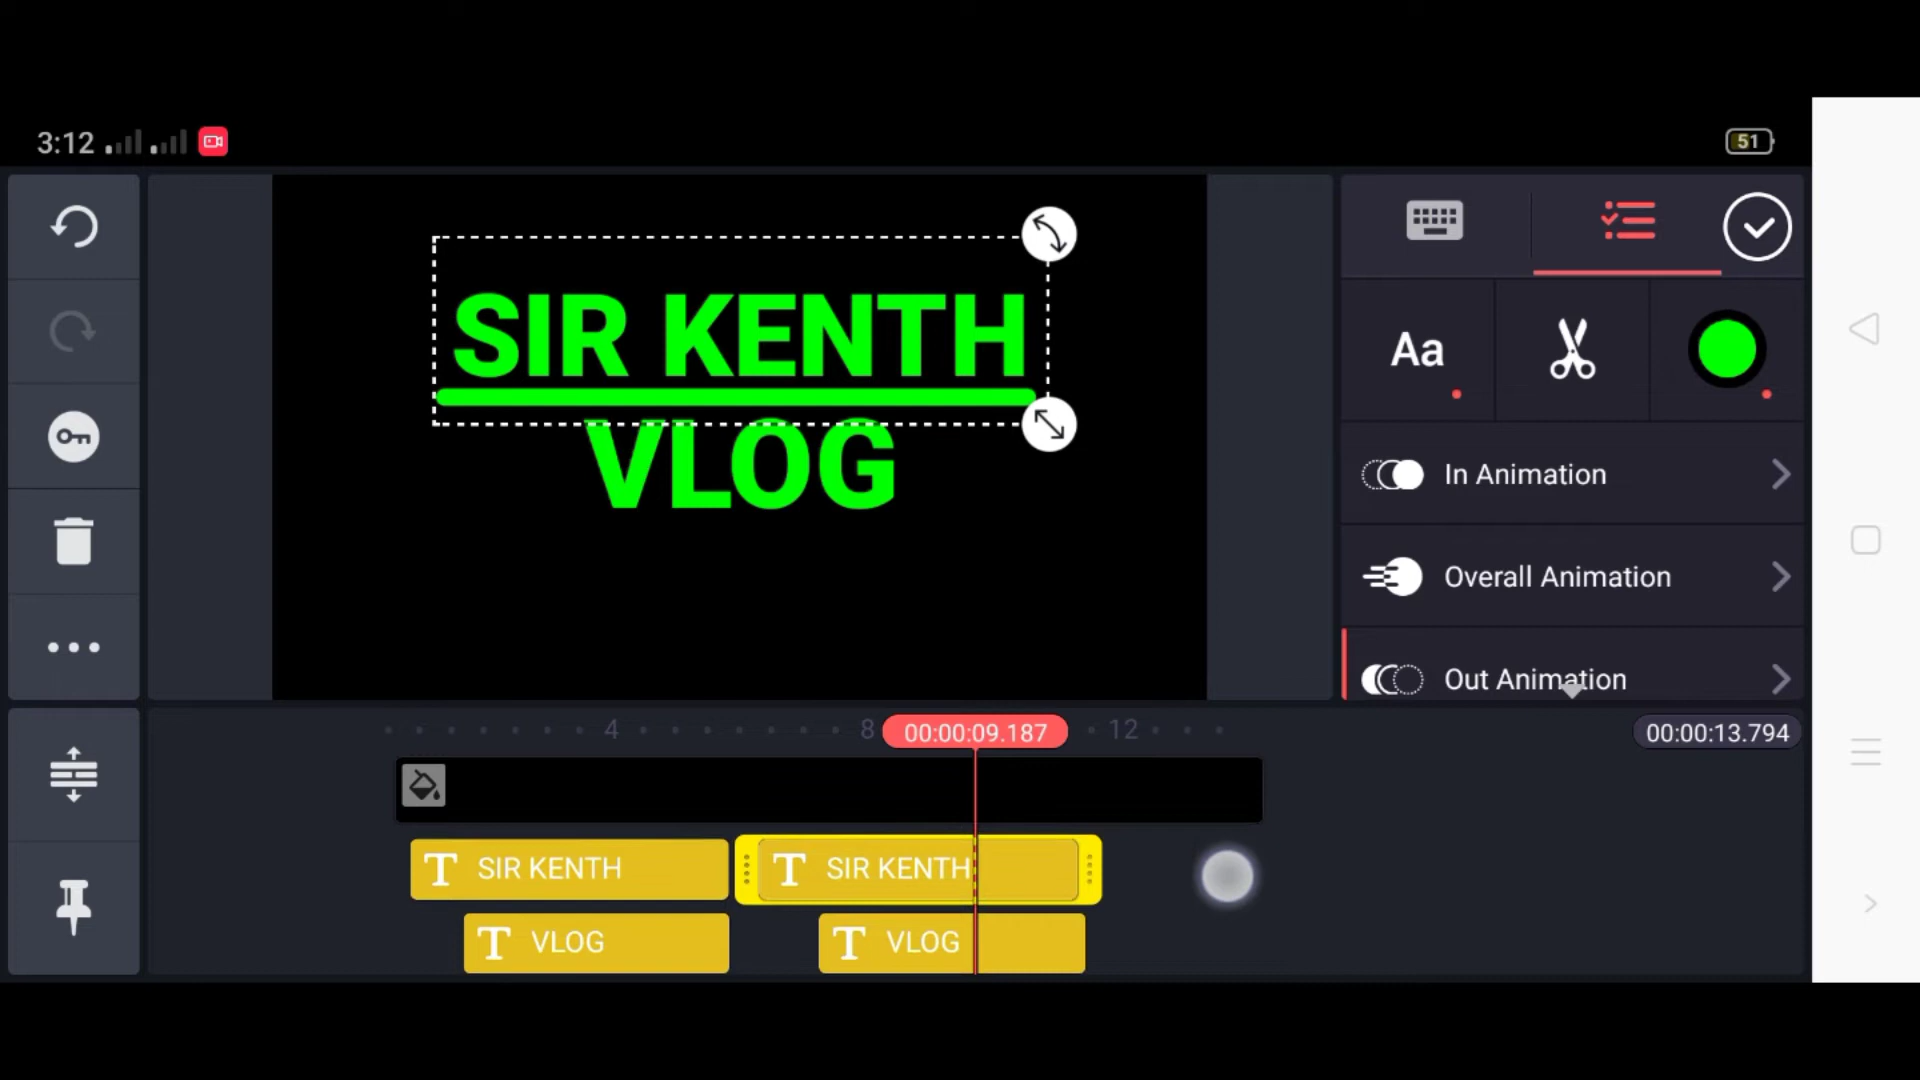 3:12
51
SIR KENTH
VLOG
Aa
In Animation
Overall Animation
Out Animation
4
8
00:00:09.187
12
00:00:13.794
T SIR KENTH
T SIR KENTH
T VLOG
T VLOG